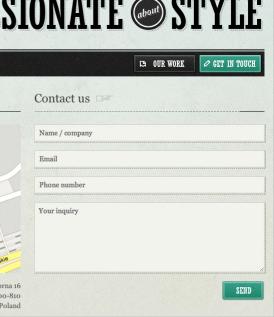 SIONATE about STYLE
OUR WORK
GET IN TOUCH
Contact us
Name / company
Email
Phone number
Your inquiry
SEND
rna 16
00-810
Poland